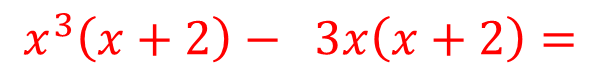 x³(x + 2) − 3x(x + 2) =